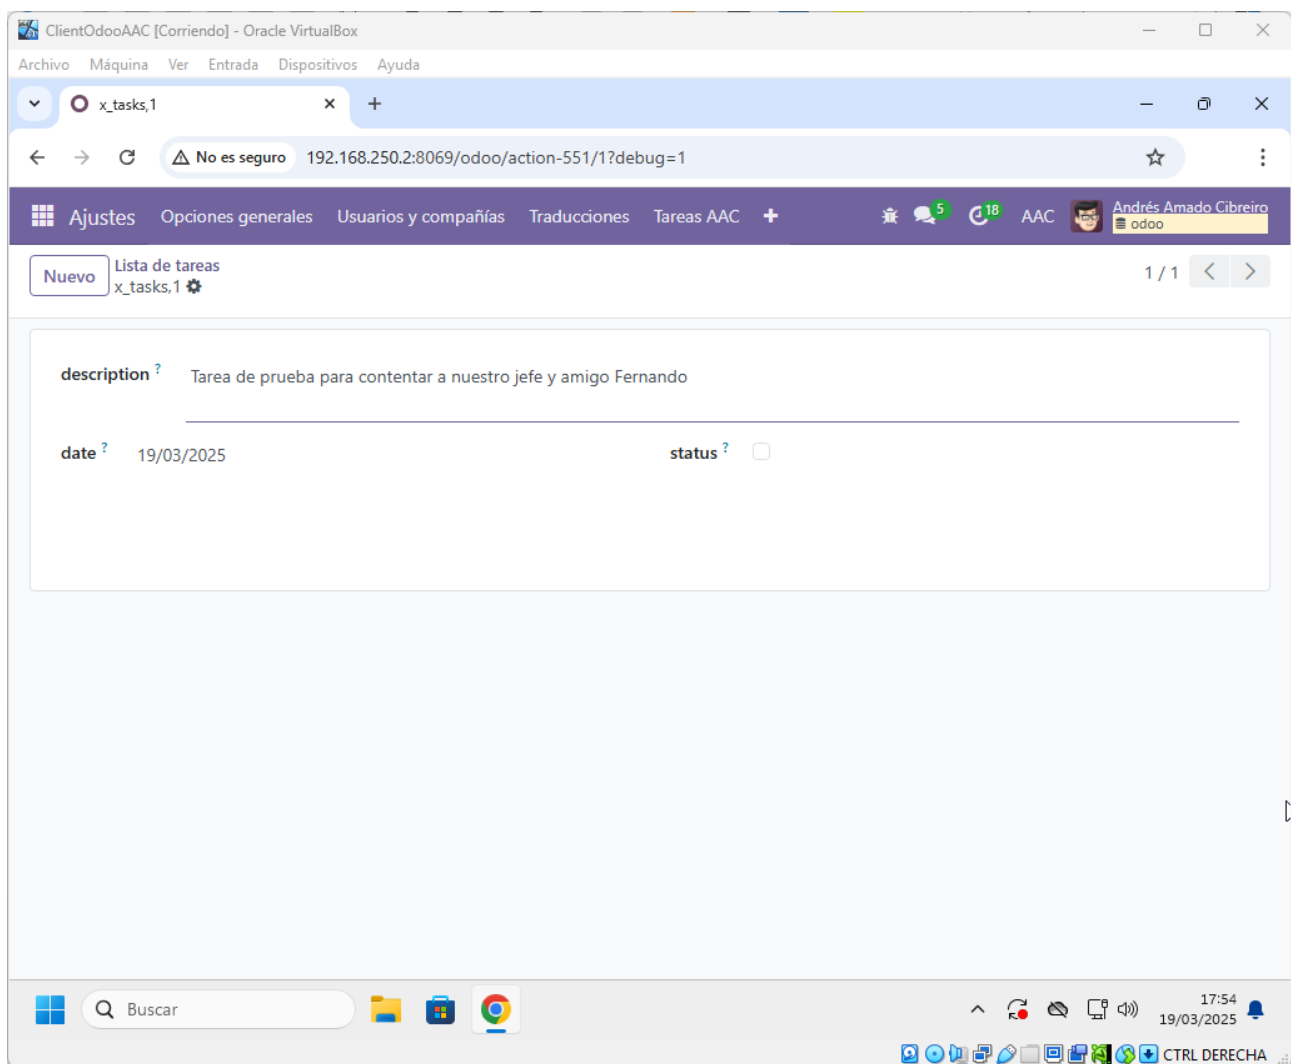 ClientOdooAAC [Corriendo] - Oracle VirtualBox
Archivo Máquina Ver Entrada Dispositivos Ayuda
x_tasks,1
No es seguro 192.168.250.2:8069/odoo/action-551/1?debug=1
Ajustes Opciones generales Usuarios y compañías Traducciones Tareas AAC + 5 18 AAC Andrés Amado Cibreiro
odoo
Nuevo Lista de tareas
x_tasks,1
1 / 1
description ? Tarea de prueba para contentar a nuestro jefe y amigo Fernando
date ? 19/03/2025 status ?
Buscar
17:54
19/03/2025
CTRL DERECHA